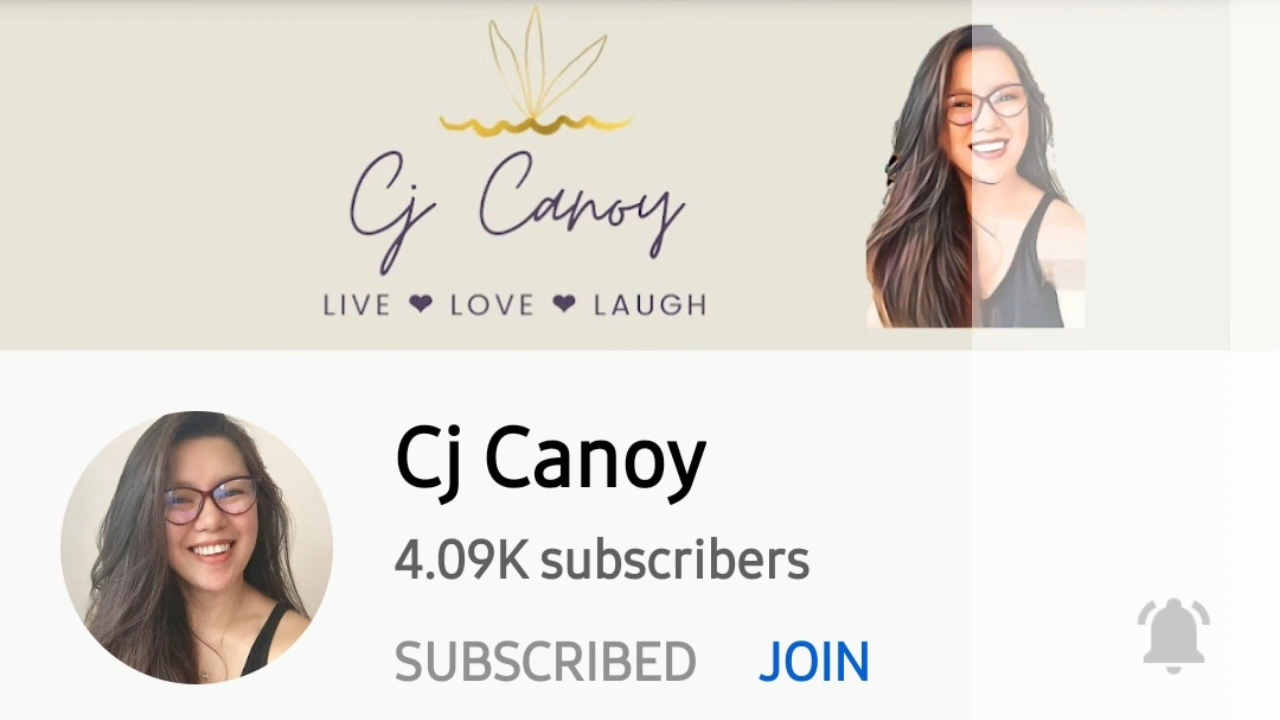 Cj Canoy
LIVE ❤ LOVE ❤ LAUGH
Cj Canoy
4.09K subscribers
SUBSCRIBED JOIN